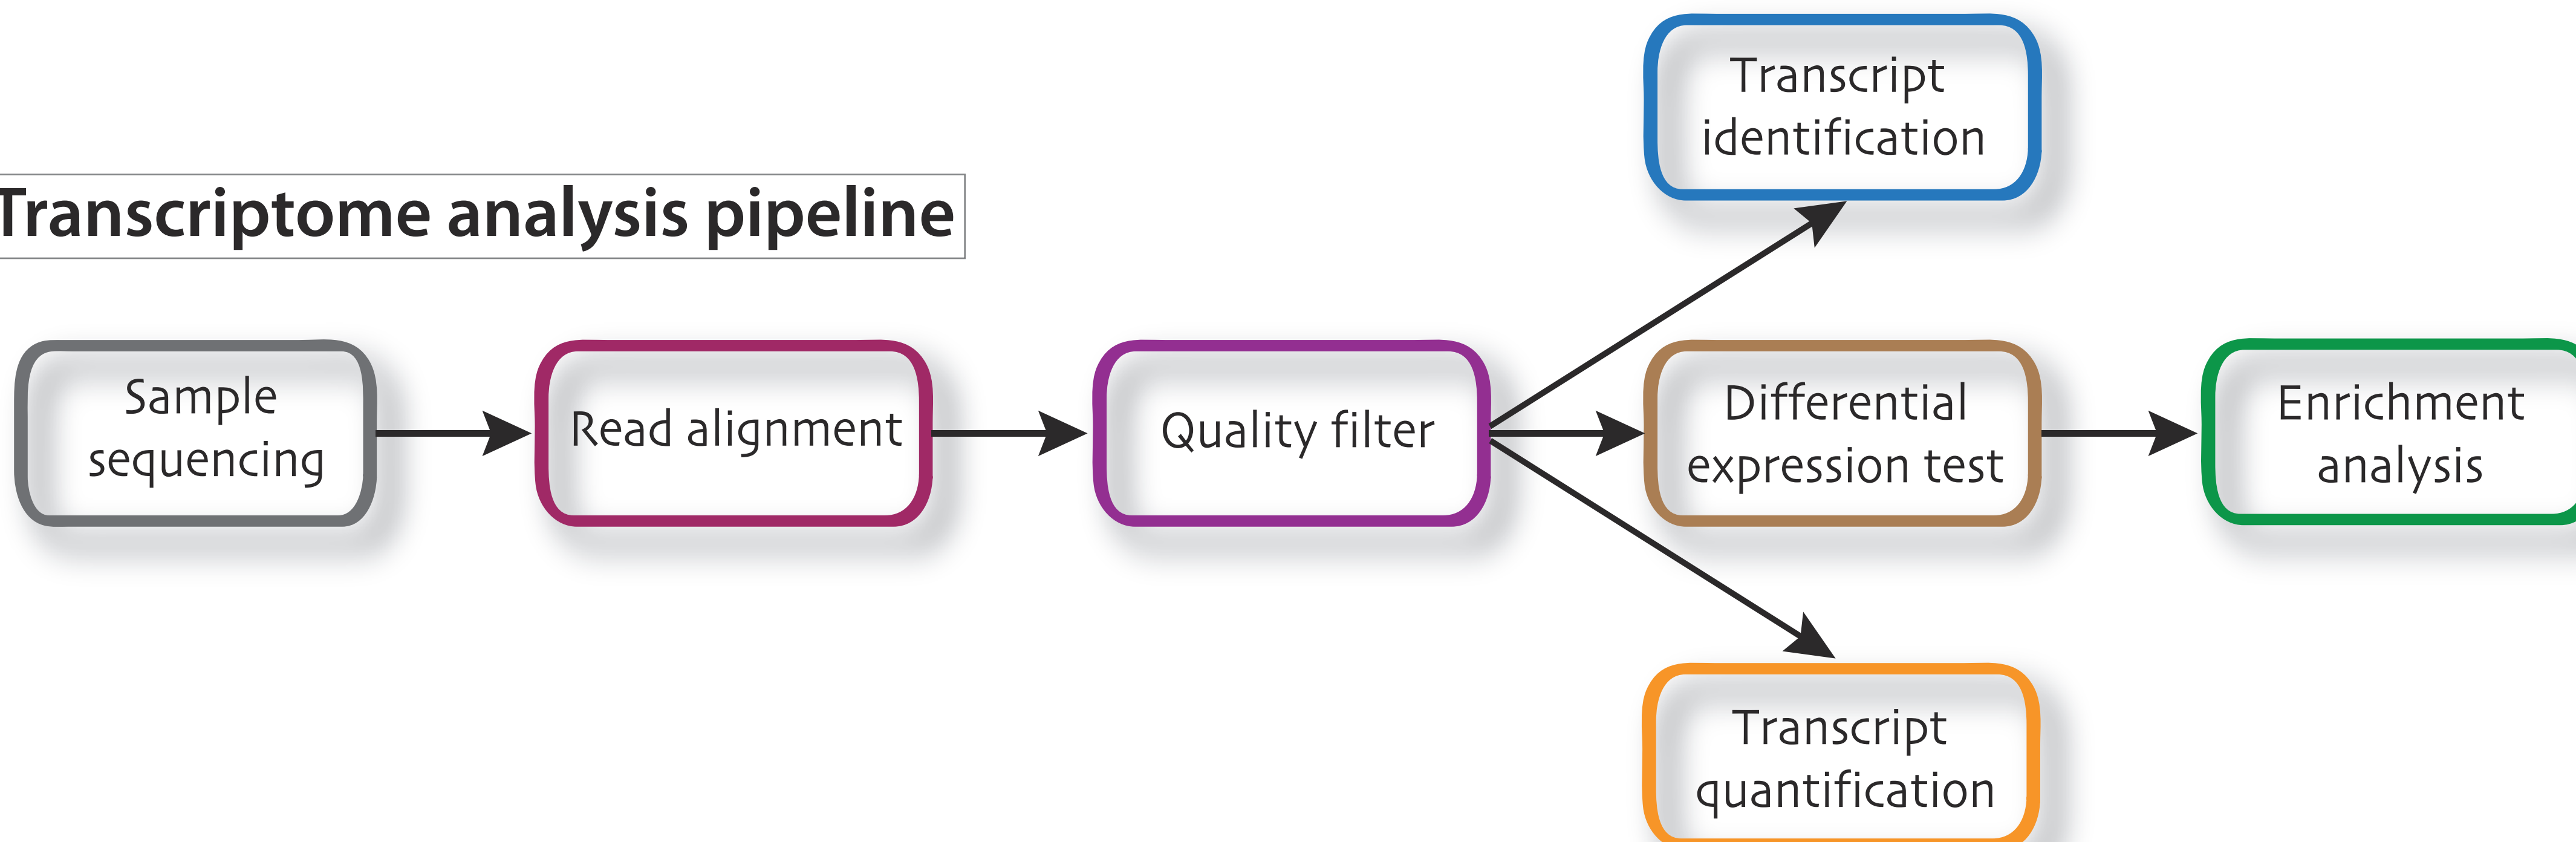 Transcript
identification
Transcriptome analysis pipeline
Sample
sequencing
Read alignment
Quality filter
Differential
expression test
Enrichment
analysis
Transcript
quantification